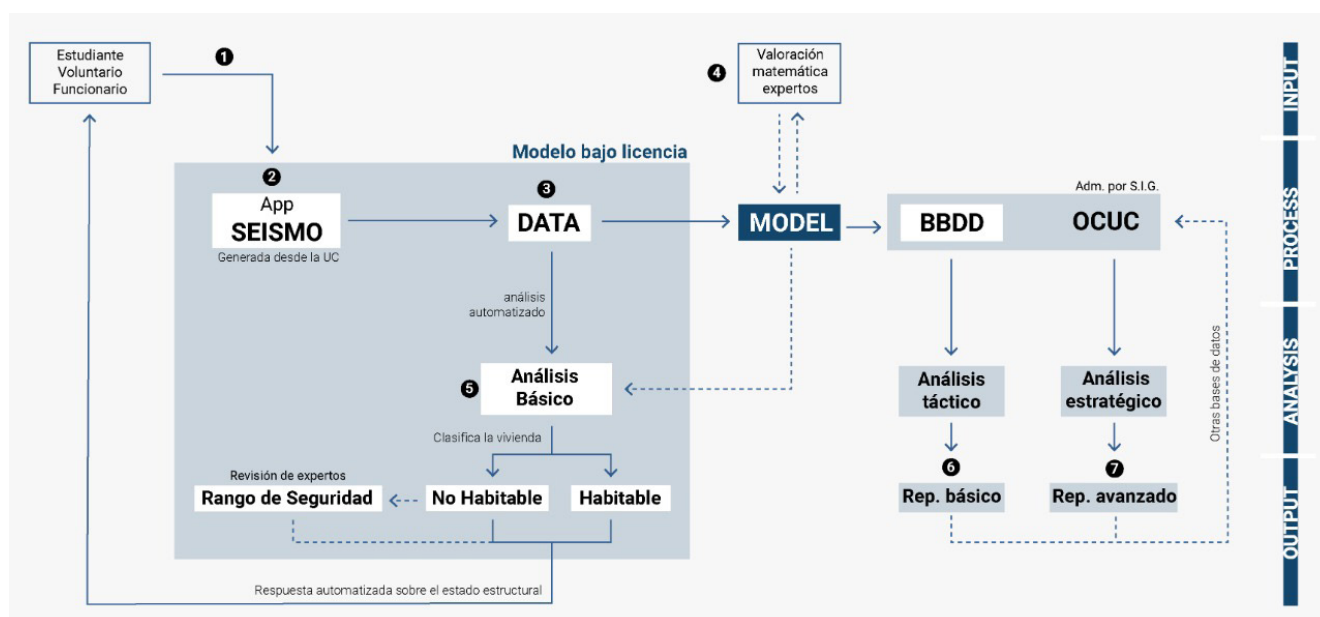 Estudiante
Voluntario
Funcionario
1
4
Valoración
matemática
expertos
INPUT
Modelo bajo licencia
2
App
SEISMO
Generada desde la UC
3
DATA
MODEL
Adm. por S.I.G.
BBDD
OCUC
PROCESS
análisis
automatizado
5
Análisis
Básico
Análisis
táctico
Análisis
estratégico
Otras bases de datos
ANALYSIS
Clasifica la vivienda
Revisión de expertos
Rango de Seguridad
No Habitable
Habitable
6
Rep. básico
7
Rep. avanzado
OUTPUT
Respuesta automatizada sobre el estado estructural